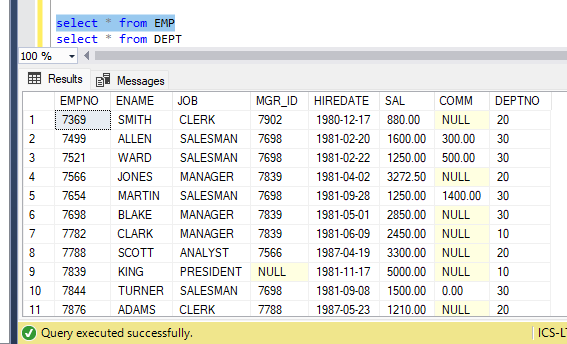 select * from EMP
select * from DEPT
100 %
Results Messages
EMPNO ENAME JOB MGR_ID HIREDATE SAL COMM DEPTNO
1 7369 SMITH CLERK 7902 1980-12-17 880.00 NULL 20
2 7499 ALLEN SALESMAN 7698 1981-02-20 1600.00 300.00 30
3 7521 WARD SALESMAN 7698 1981-02-22 1250.00 500.00 30
4 7566 JONES MANAGER 7839 1981-04-02 3272.50 NULL 20
5 7654 MARTIN SALESMAN 7698 1981-09-28 1250.00 1400.00 30
6 7698 BLAKE MANAGER 7839 1981-05-01 2850.00 NULL 30
7 7782 CLARK MANAGER 7839 1981-06-09 2450.00 NULL 10
8 7788 SCOTT ANALYST 7566 1987-04-19 3300.00 NULL 20
9 7839 KING PRESIDENT NULL 1981-11-17 5000.00 NULL 10
10 7844 TURNER SALESMAN 7698 1981-09-08 1500.00 0.00 30
11 7876 ADAMS CLERK 7788 1987-05-23 1210.00 NULL 20
Query executed successfully. ICS-L